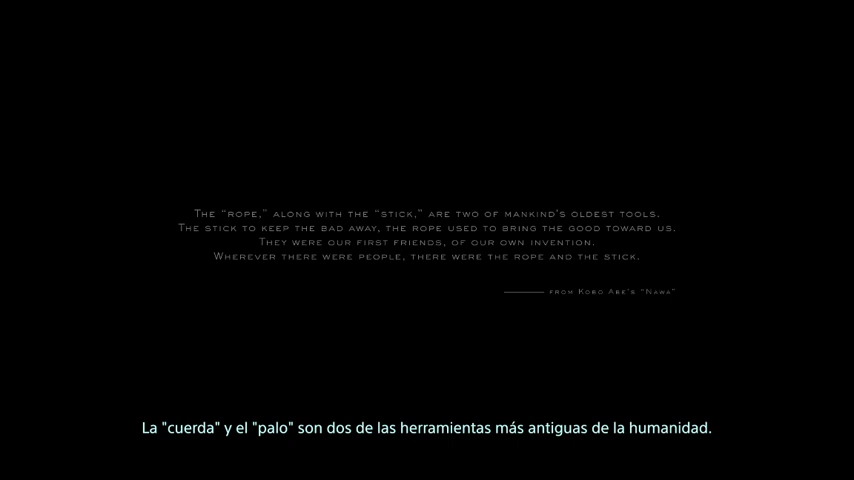 THE “ROPE,” ALONG WITH THE “STICK,” ARE TWO OF MANKIND’S OLDEST TOOLS.
THE STICK TO KEEP THE BAD AWAY, THE ROPE USED TO BRING THE GOOD TOWARD US.
THEY WERE OUR FIRST FRIENDS, OF OUR OWN INVENTION.
WHEREVER THERE WERE PEOPLE, THERE WERE THE ROPE AND THE STICK.
FROM KOBO ABE’S “NAWA”
La "cuerda" y el "palo" son dos de las herramientas más antiguas de la humanidad.